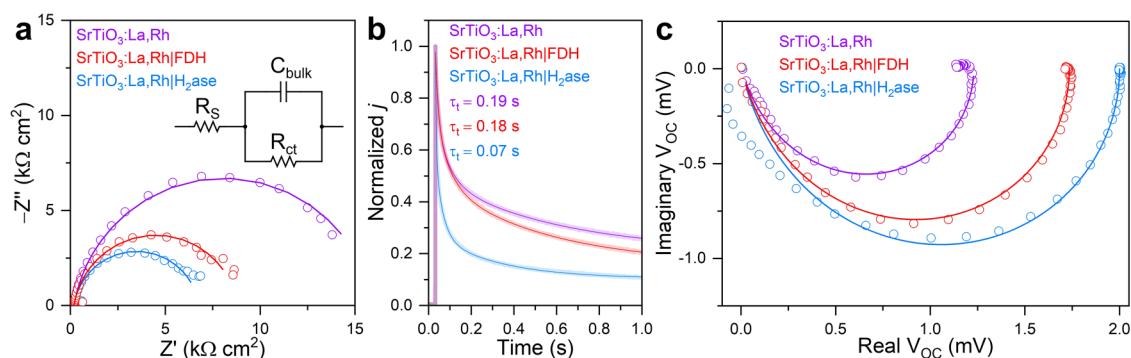 a
SrTiO₃:La,Rh
SrTiO₃:La,Rh|FDH
SrTiO₃:La,Rh|H₂ase
C_bulk
R_S
R_ct
15
10
5
0
0 5 10 15
−Z'' (kΩ cm²)
Z' (kΩ cm²)
b
SrTiO₃:La,Rh
SrTiO₃:La,Rh|FDH
SrTiO₃:La,Rh|H₂ase
τₜ = 0.19 s
τₜ = 0.18 s
τₜ = 0.07 s
1.0
0.8
0.6
0.4
0.2
0.0
0.0 0.2 0.4 0.6 0.8 1.0
Normalized j
Time (s)
c
SrTiO₃:La,Rh
SrTiO₃:La,Rh|FDH
SrTiO₃:La,Rh|H₂ase
0.0
-0.5
-1.0
0.0 0.5 1.0 1.5 2.0
Imaginary V_OC (mV)
Real V_OC (mV)